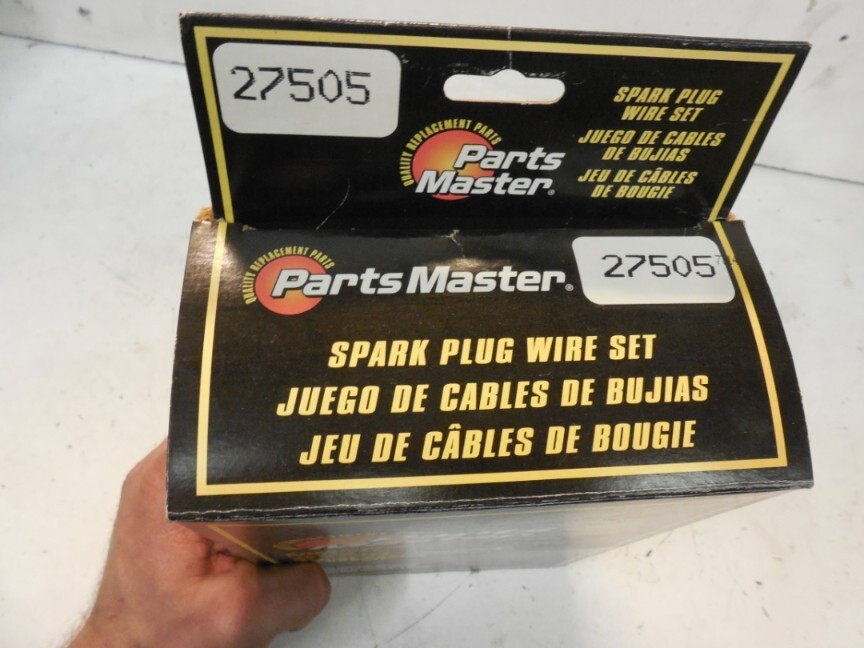 27505
SPARK PLUG
WIRE SET
JUEGO DE CABLES
DE BUJIAS
JEU DE CÂBLES
DE BOUGIE
QUALITY REPLACEMENT PARTS
Parts
Master®
QUALITY REPLACEMENT PARTS
Parts Master®
27505
SPARK PLUG WIRE SET
JUEGO DE CABLES DE BUJIAS
JEU DE CÂBLES DE BOUGIE